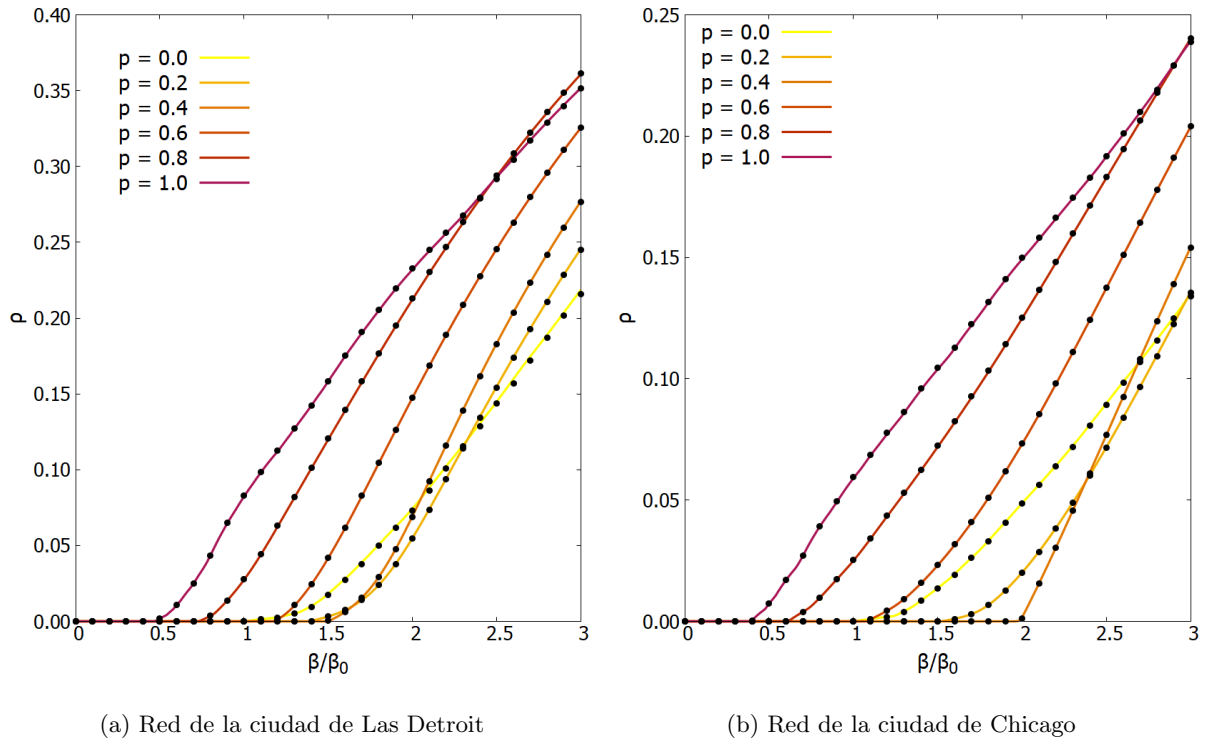 0.40
0.35
0.30
0.25
0.20
0.15
0.10
0.05
0.00
ρ
p = 0.0
p = 0.2
p = 0.4
p = 0.6
p = 0.8
p = 1.0
0 0.5 1 1.5 2 2.5 3
β/β0
(a) Red de la ciudad de Las Detroit
0.25
0.20
0.15
0.10
0.05
0.00
ρ
p = 0.0
p = 0.2
p = 0.4
p = 0.6
p = 0.8
p = 1.0
0 0.5 1 1.5 2 2.5 3
β/β0
(b) Red de la ciudad de Chicago